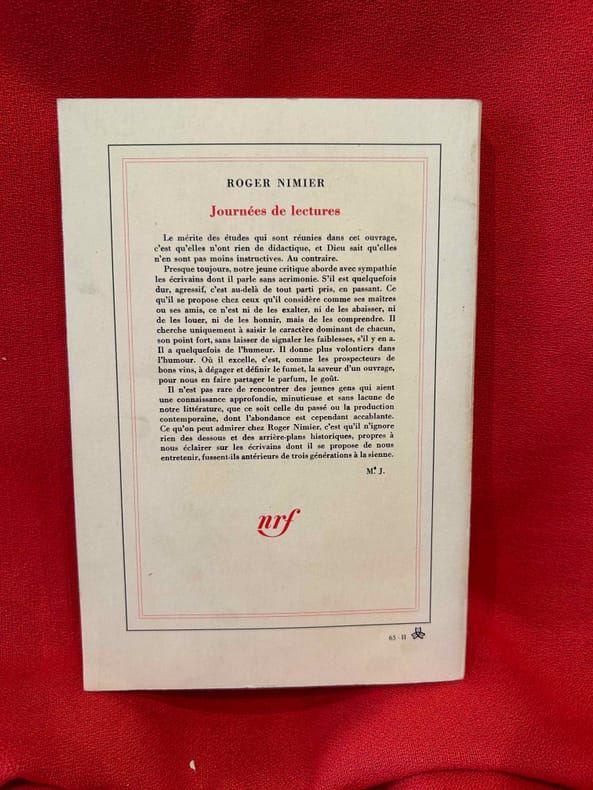 ROGER NIMIER
Journées de lectures
Le mérite des études qui sont réunies dans cet ouvrage,
c'est qu'elles n'ont rien de didactique, et Dieu sait qu'elles
n'en sont pas moins instructives. Au contraire.
Presque toujours, notre jeune critique aborde avec sympathie
les écrivains dont il parle sans acrimonie. S'il est quelquefois
dur, agressif, c'est au-delà de tout parti pris, en passant. Ce
qu'il se propose chez ceux qu'il considère comme ses maîtres
ou ses amis, ce n'est ni de les exalter, ni de les abaisser, ni
de les louer, ni de les honnir, mais de les comprendre. Il
cherche uniquement à saisir le caractère dominant de chacun,
son point fort, sans laisser de signaler les faiblesses, s'il y en a.
Il a quelquefois de l'humeur. Il donne plus volontiers dans
l'humour. Où il excelle, c'est, comme les prospecteurs de
bons vins, à dégager et définir le fumet, la saveur d'un ouvrage,
pour nous en faire partager le parfum, le goût.
Il n'est pas rare de rencontrer des jeunes gens qui aient
une connaissance approfondie, minutieuse et sans lacune de
notre littérature, que ce soit celle du passé ou la production
contemporaine, dont l'abondance est cependant accablante.
Ce qu'on peut admirer chez Roger Nimier, c'est qu'il n'ignore
rien des dessous et des arrière-plans historiques, propres à
nous éclairer sur les écrivains dont il se propose de nous
entretenir, fussent-ils antérieurs de trois générations à la sienne.
Mel J.
nrf
65-II